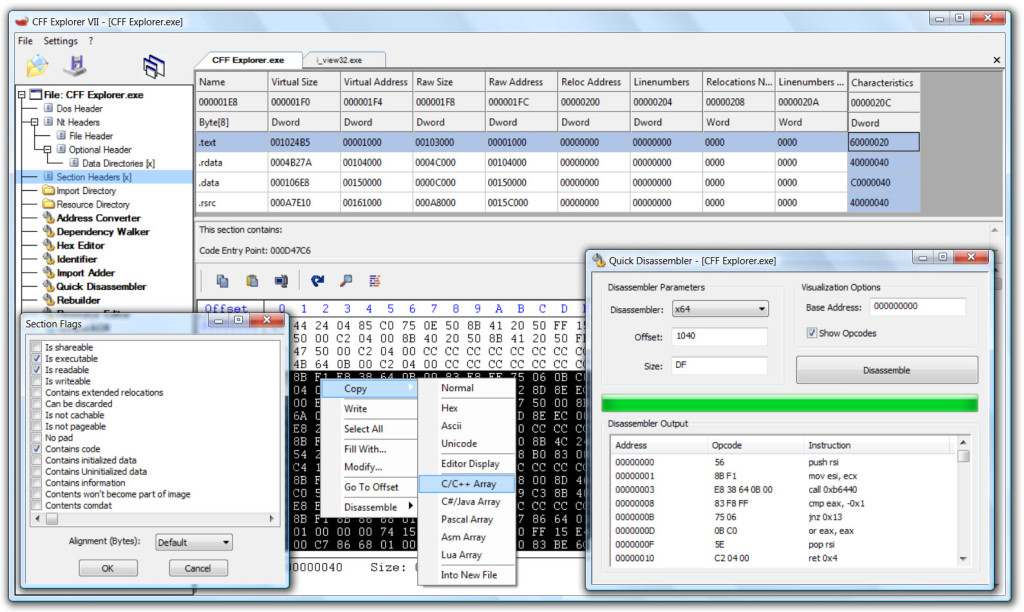 CFF Explorer VII - [CFF Explorer.exe]
File Settings ?
CFF Explorer.exe
i_view32.exe
File: CFF Explorer.exe
Dos Header
Nt Headers
File Header
Optional Header
Data Directories [x]
Section Headers [x]
Import Directory
Resource Directory
Address Converter
Dependency Walker
Hex Editor
Identifier
Import Adder
Quick Disassembler
Rebuilder
Name Virtual Size Virtual Address Raw Size Raw Address Reloc Address Linenumbers Relocations N... Linenumbers ... Characteristics
000001E8 000001F0 000001F4 000001F8 000001FC 00000200 00000204 00000208 0000020A 0000020C
Byte[8] Dword Dword Dword Dword Dword Dword Word Word Dword
.text 001024B5 00001000 00103000 00001000 00000000 00000000 0000 0000 60000020
.rdata 0004B27A 00104000 0004C000 00104000 00000000 00000000 0000 0000 40000040
.data 000106E8 00150000 0000C000 00150000 00000000 00000000 0000 0000 C0000040
.rsrc 000A7E10 00161000 000A8000 0015C000 00000000 00000000 0000 0000 40000040
This section contains:
Code Entry Point: 000D47C6
Offset 0 1 2 3 4 5 6 7 8 9 A B C D
44 24 04 85 C0 75 0E 50 8B 41 20 50 FF
50 00 C2 04 00 8B 40 20 50 8B 41 20 50
47 50 00 C2 04 00 CC CC CC CC CC CC CC
4B 64 0B 00 C2 04 00 CC CC CC CC CC CC
Section Flags
Is shareable
Is executable
Is readable
Is writeable
Contains extended relocations
Can be discarded
Is not cachable
Is not pageable
No pad
Contains code
Contains initialized data
Contains Uninitialized data
Contains information
Contents won't become part of image
Contents comdat
Alignment (Bytes): Default
OK Cancel
Copy
Write
Select All
Fill With...
Modify...
Go To Offset
Disassemble
Normal
Hex
Ascii
Unicode
Editor Display
C/C++ Array
C#/Java Array
Pascal Array
Asm Array
Lua Array
Into New File
Size:
Quick Disassembler - [CFF Explorer.exe]
Disassembler Parameters
Disassembler: x64
Offset: 1040
Size: DF
Visualization Options
Base Address: 000000000
Show Opcodes
Disassemble
Disassembler Output
Address Opcode Instruction
00000000 56 push rsi
00000001 8B F1 mov esi, ecx
00000003 E8 38 64 0B 00 call 0xb6440
00000008 83 F8 FF cmp eax, -0x1
0000000B 75 06 jnz 0x13
0000000D 0B C0 or eax, eax
0000000F 5E pop rsi
00000010 C2 04 00 ret 0x4